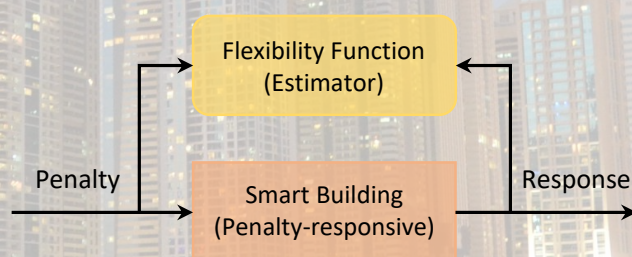 Flexibility Function
(Estimator)
Penalty
Smart Building
(Penalty-responsive)
Response